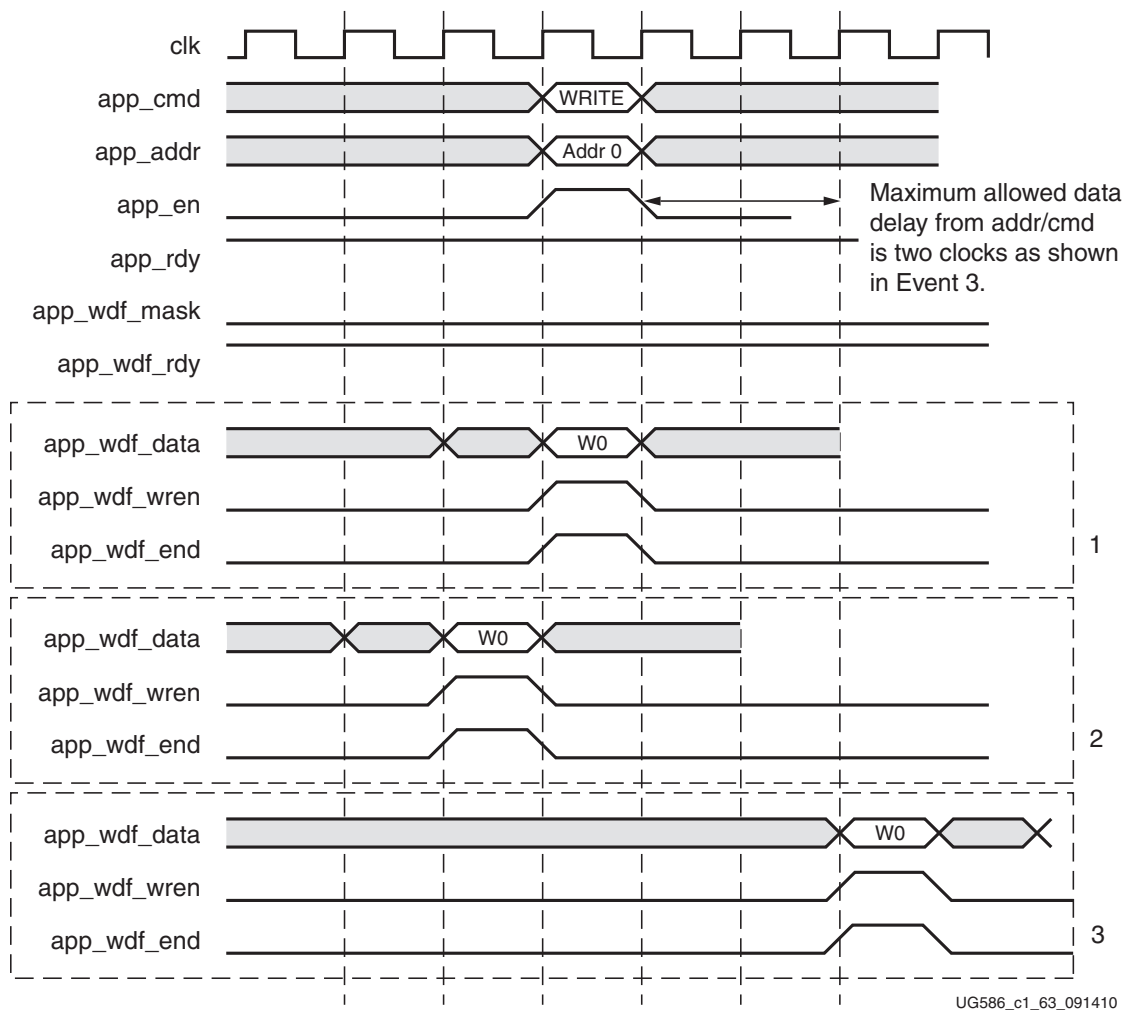 clk
app_cmd
WRITE
app_addr
Addr 0
app_en
Maximum allowed data
delay from addr/cmd
is two clocks as shown
in Event 3.
app_rdy
app_wdf_mask
app_wdf_rdy
app_wdf_data
W0
app_wdf_wren
app_wdf_end
1
app_wdf_data
W0
app_wdf_wren
app_wdf_end
2
app_wdf_data
W0
app_wdf_wren
app_wdf_end
3
UG586_c1_63_091410